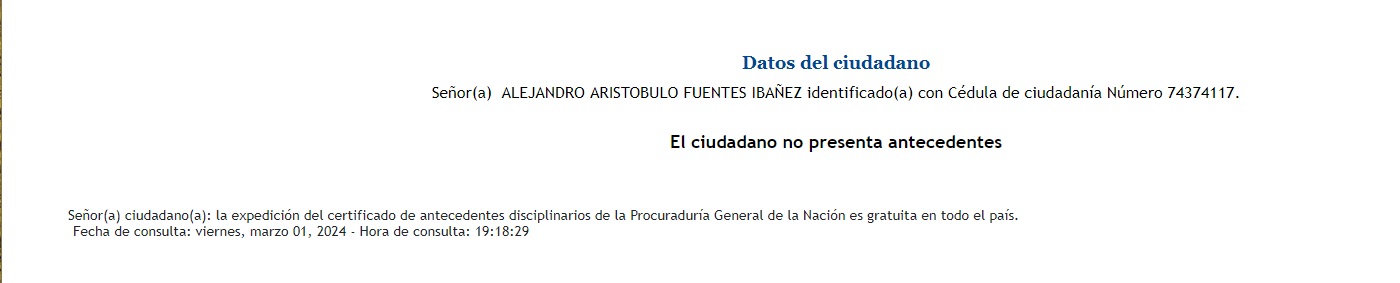 Datos del ciudadano
Señor(a) ALEJANDRO ARISTOBULO FUENTES IBAÑEZ identificado(a) con Cédula de ciudadanía Número 74374117.
El ciudadano no presenta antecedentes
Señor(a) ciudadano(a): la expedición del certificado de antecedentes disciplinarios de la Procuraduría General de la Nación es gratuita en todo el país.
Fecha de consulta: viernes, marzo 01, 2024 - Hora de consulta: 19:18:29